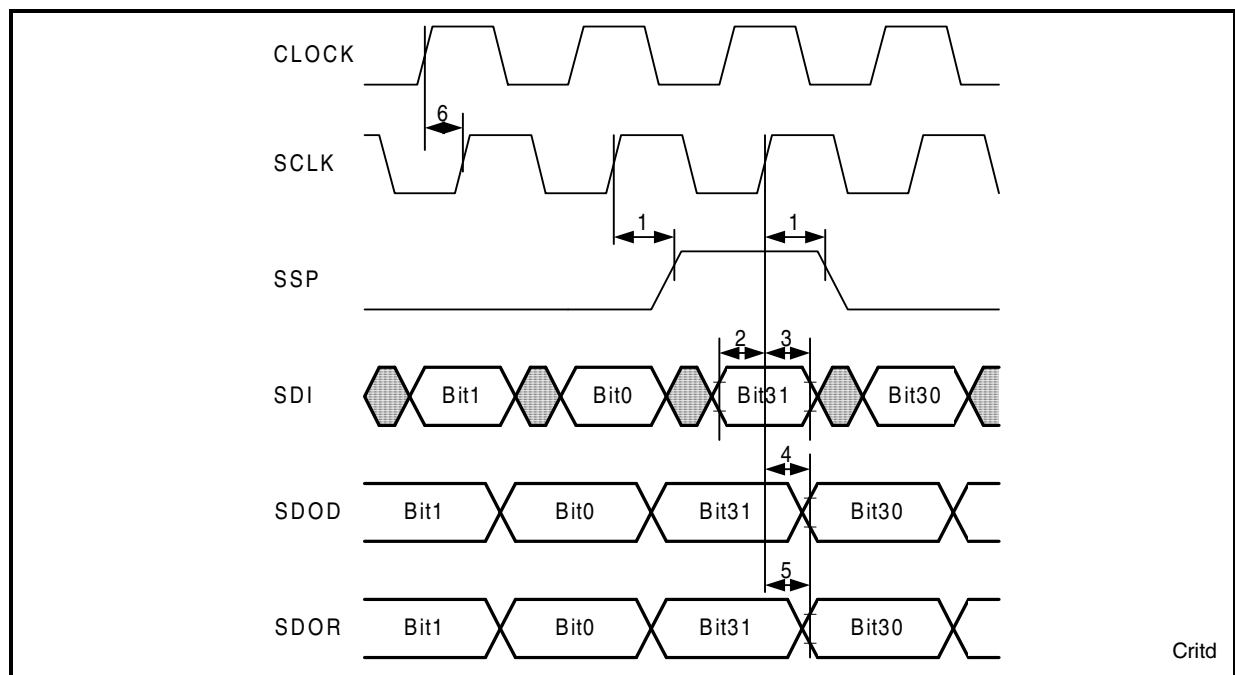 CLOCK
6
SCLK
1 1
SSP
2 3
SDI Bit1 Bit0 Bit31 Bit30
4
SDOD Bit1 Bit0 Bit31 Bit30
5
SDOR Bit1 Bit0 Bit31 Bit30
Critd